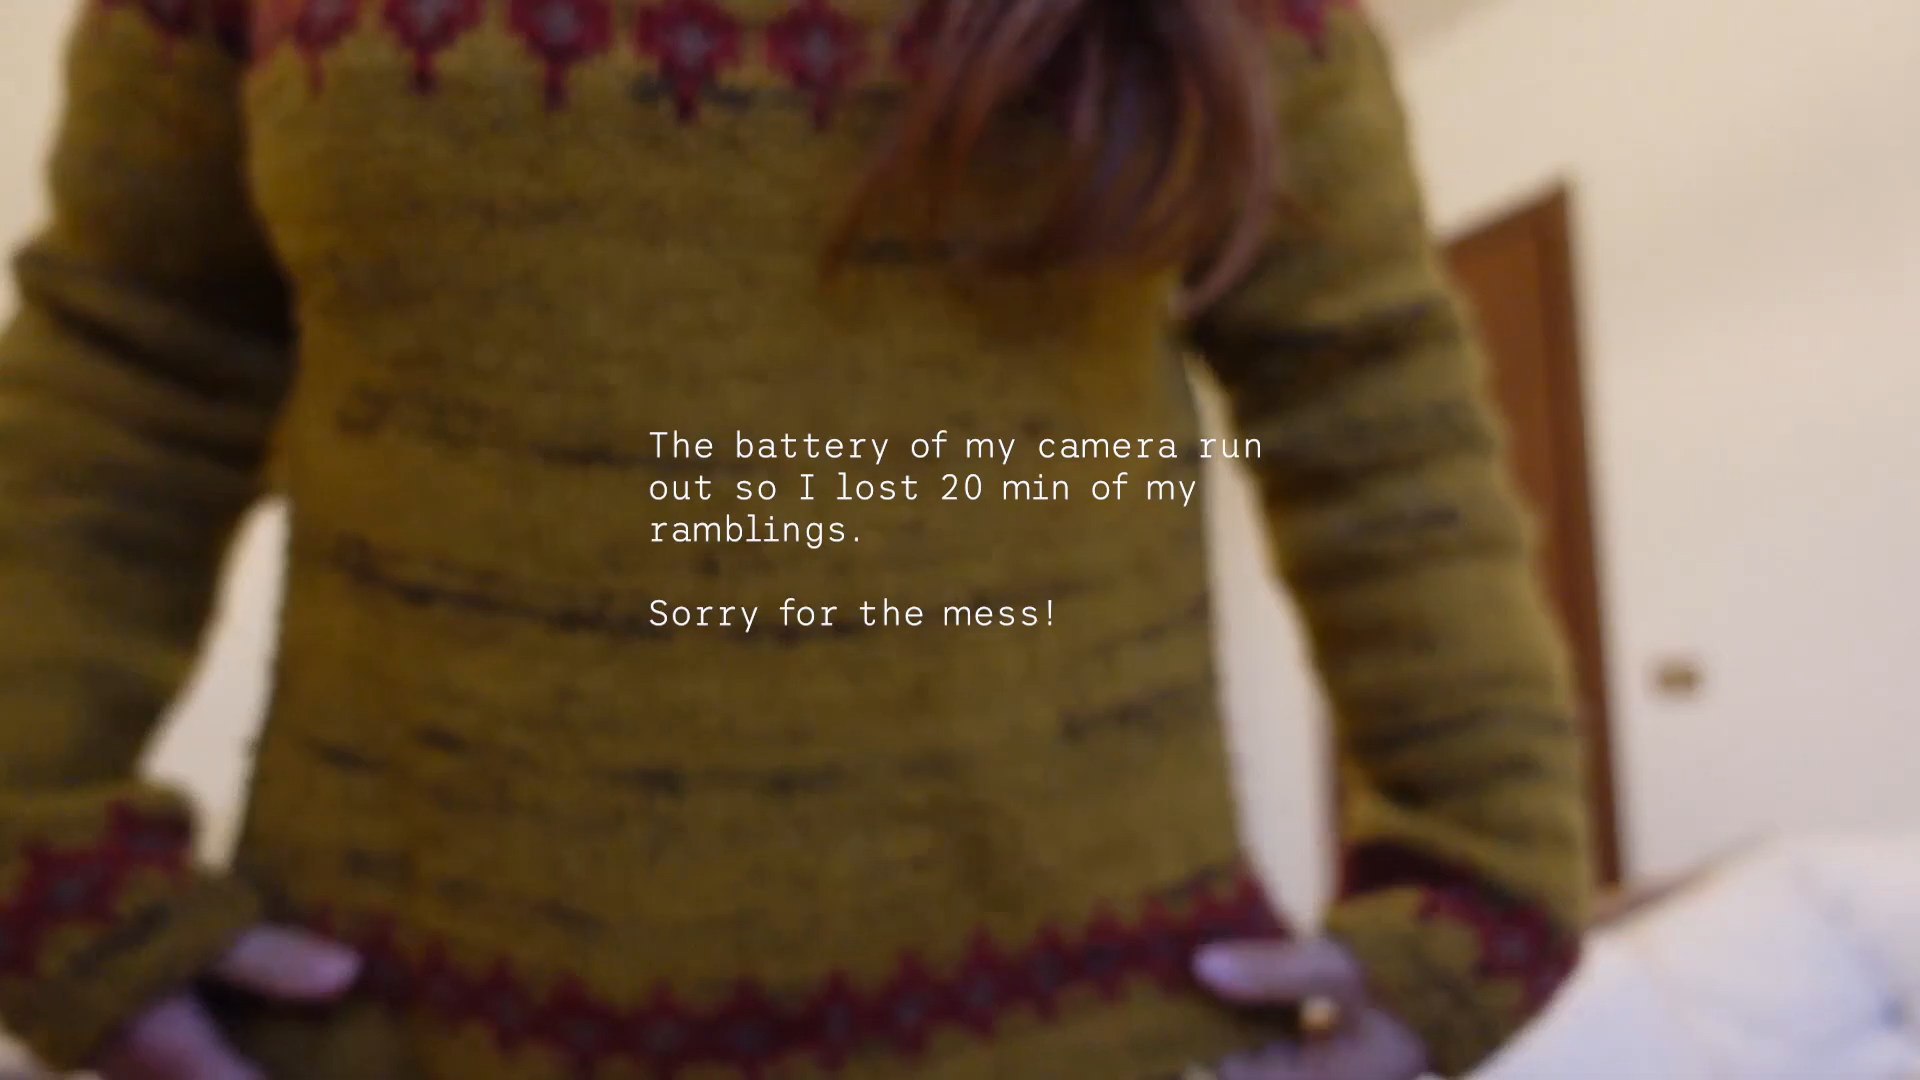 The battery of my camera run
out so I lost 20 min of my
ramblings.
Sorry for the mess!